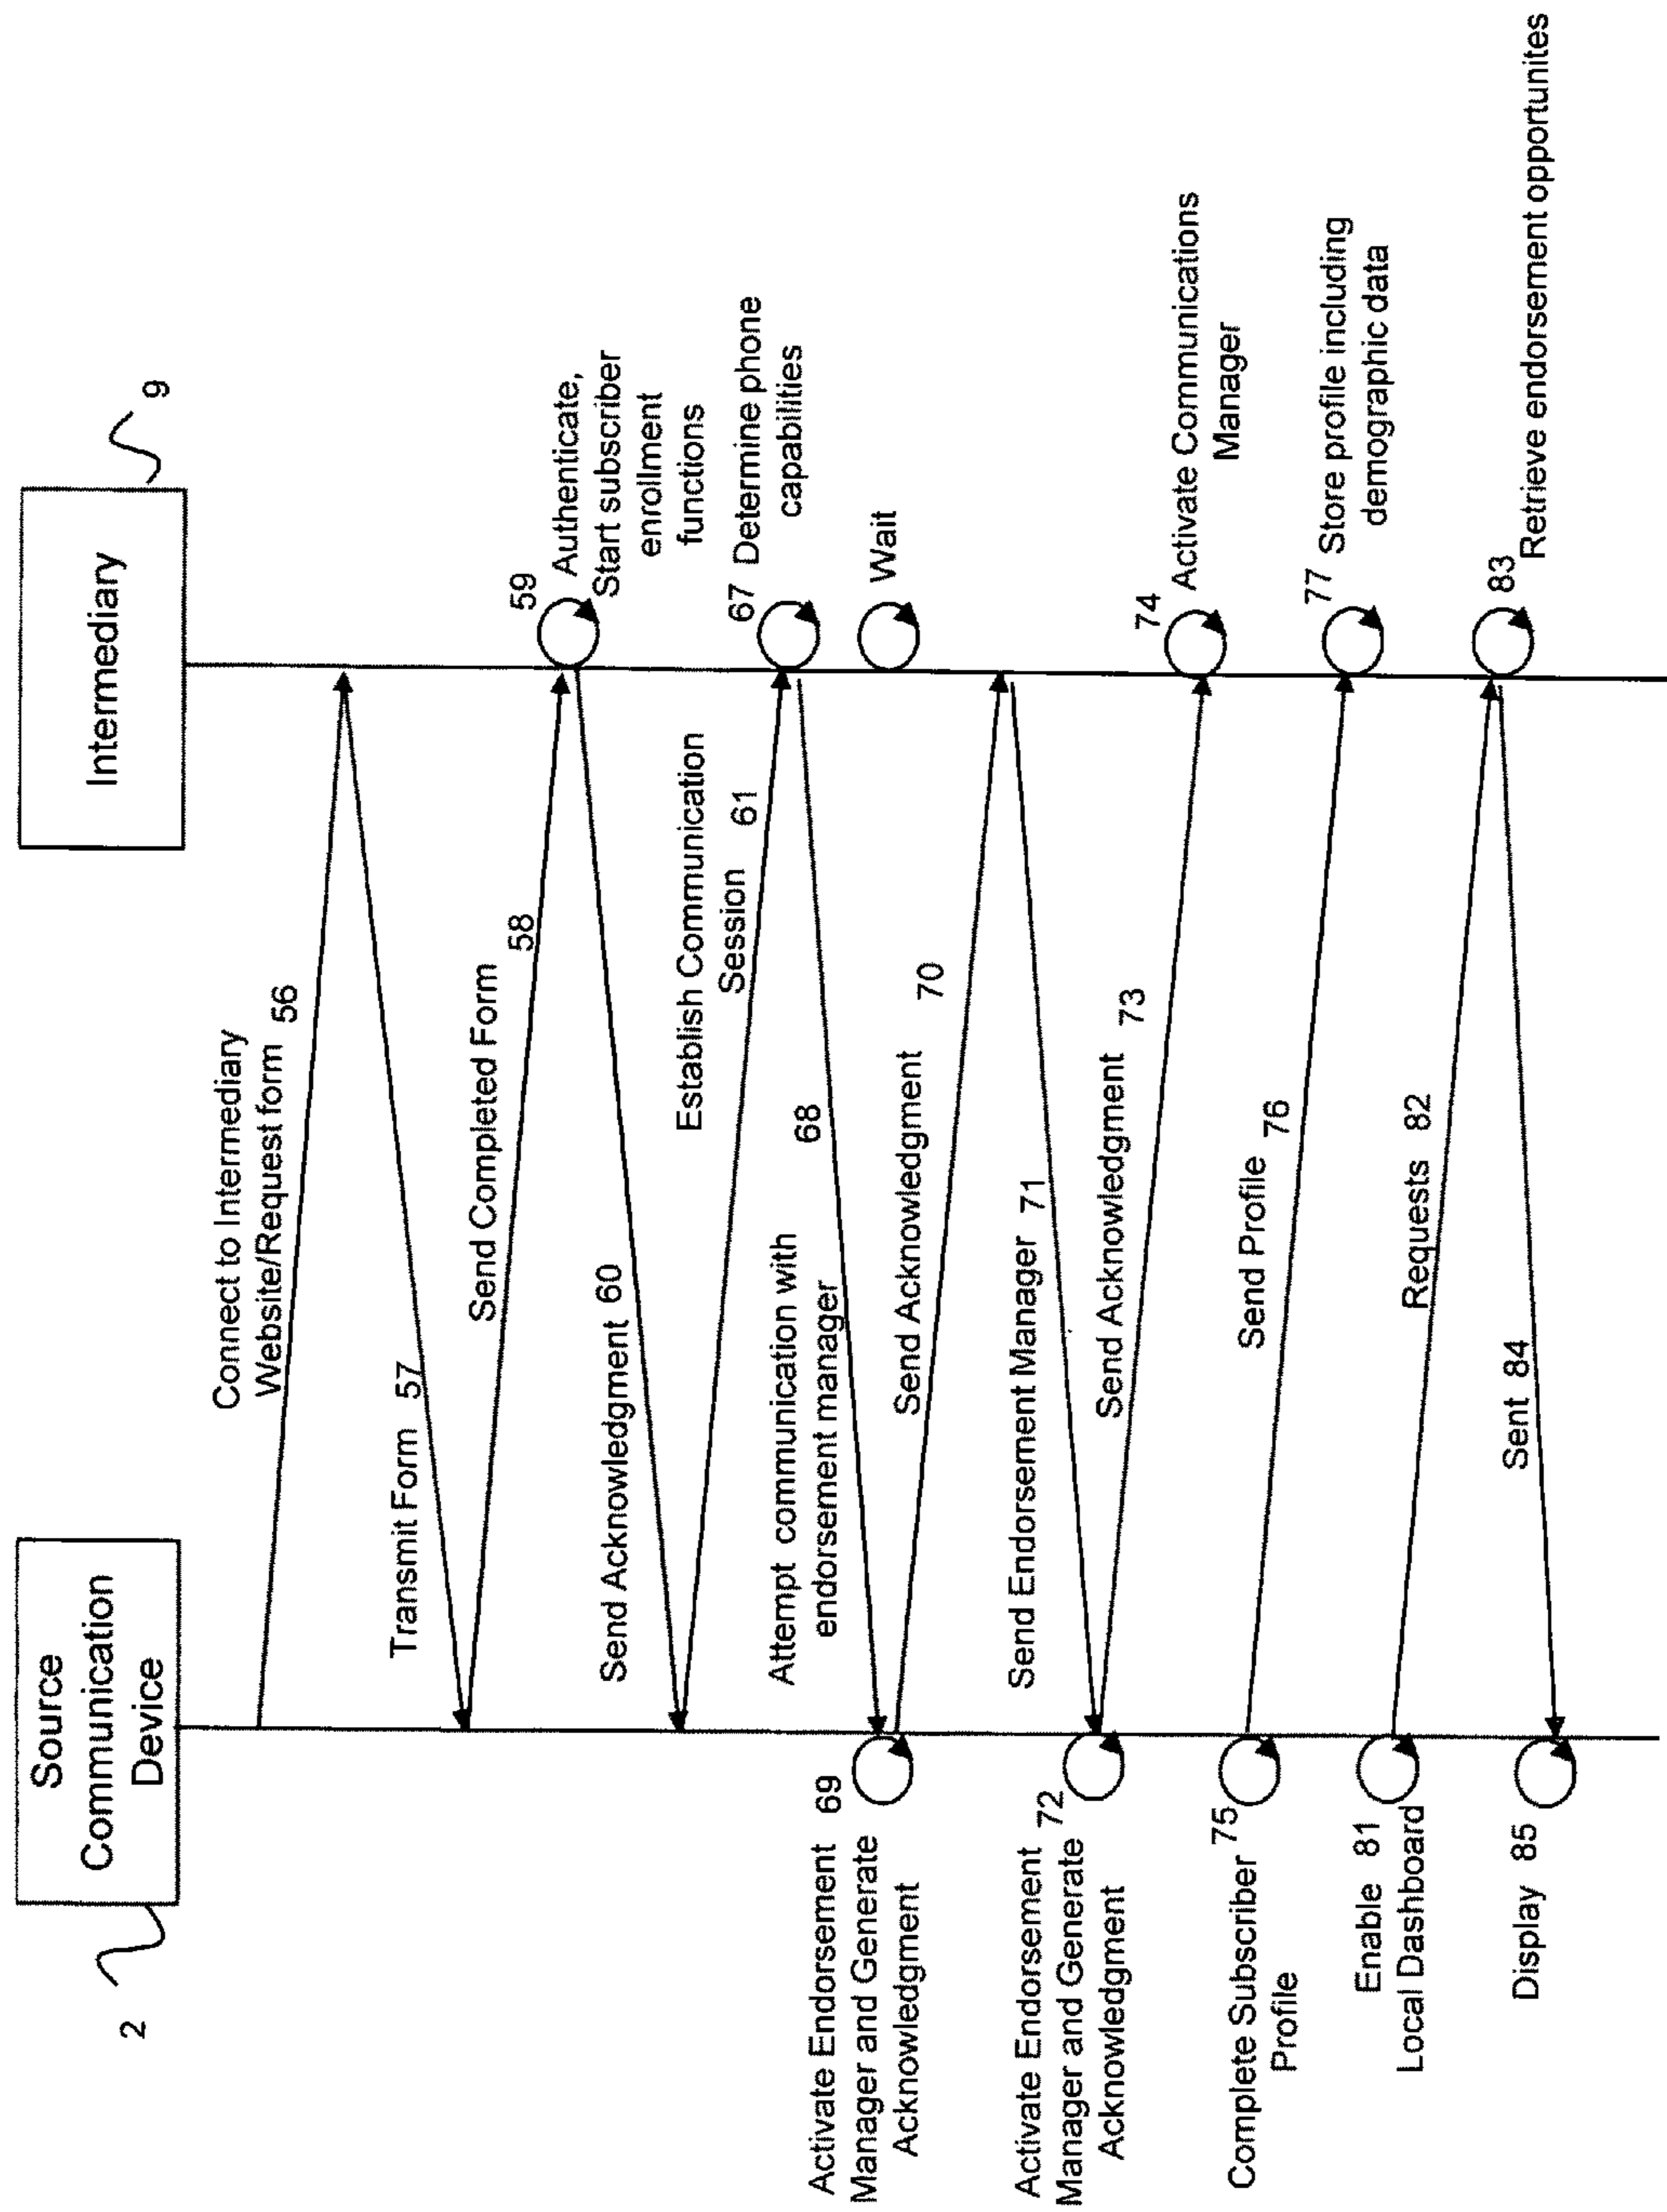 Source
Communication
Device
2
Intermediary
9
Connect to Intermediary
Website/Request form 56
Transmit Form 57
Send Completed Form
58
59
Authenticate,
Start subscriber
enrollment
functions
Send Acknowledgment 60
Establish Communication
Session 61
67 Determine phone
capabilities
Attempt communication with
endorsement manager
68
Wait
Activate Endorsement 69
Manager and Generate
Acknowledgment
Send Acknowledgment 70
Send Endorsement Manager 71
Activate Endorsement 72
Manager and Generate
Acknowledgment
Send Acknowledgment 73
74 Activate Communications
Manager
Complete Subscriber 75
Profile
Send Profile 76
77 Store profile including
demographic data
Enable 81
Local Dashboard
Requests 82
83
Retrieve endorsement opportunites
Sent 84
Display 85